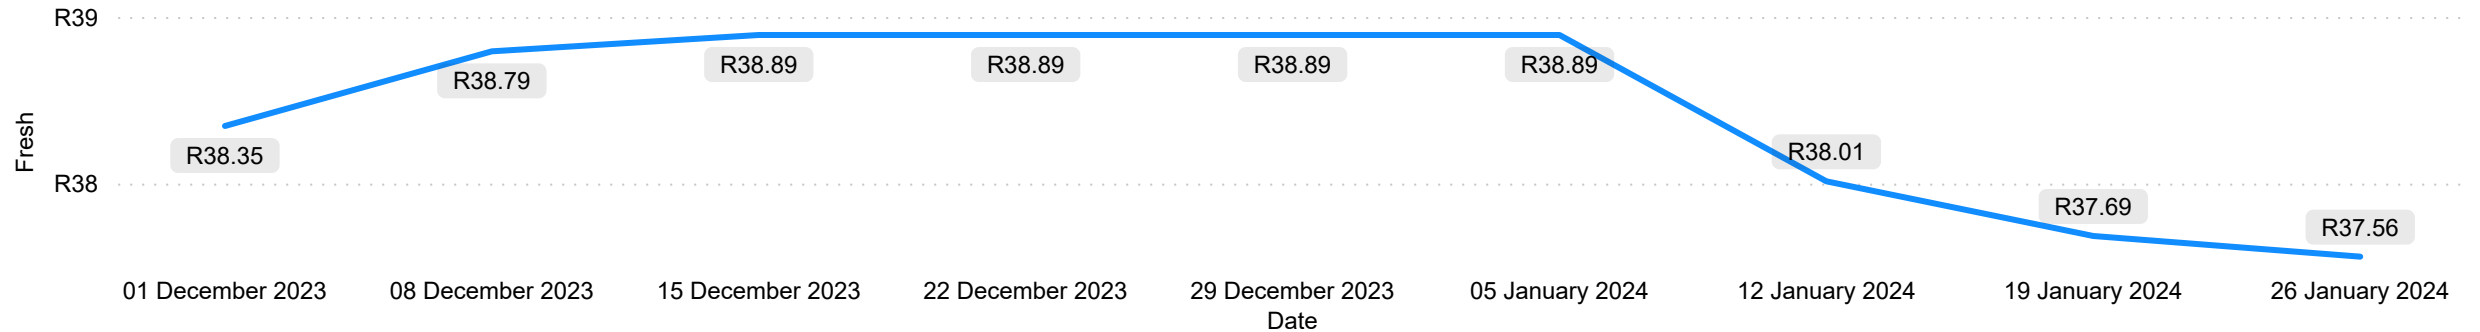 R39
R38
Fresh
R38.35
R38.79
R38.89
R38.89
R38.89
R38.89
R38.01
R37.69
R37.56
01 December 2023
08 December 2023
15 December 2023
22 December 2023
29 December 2023
05 January 2024
12 January 2024
19 January 2024
26 January 2024
Date